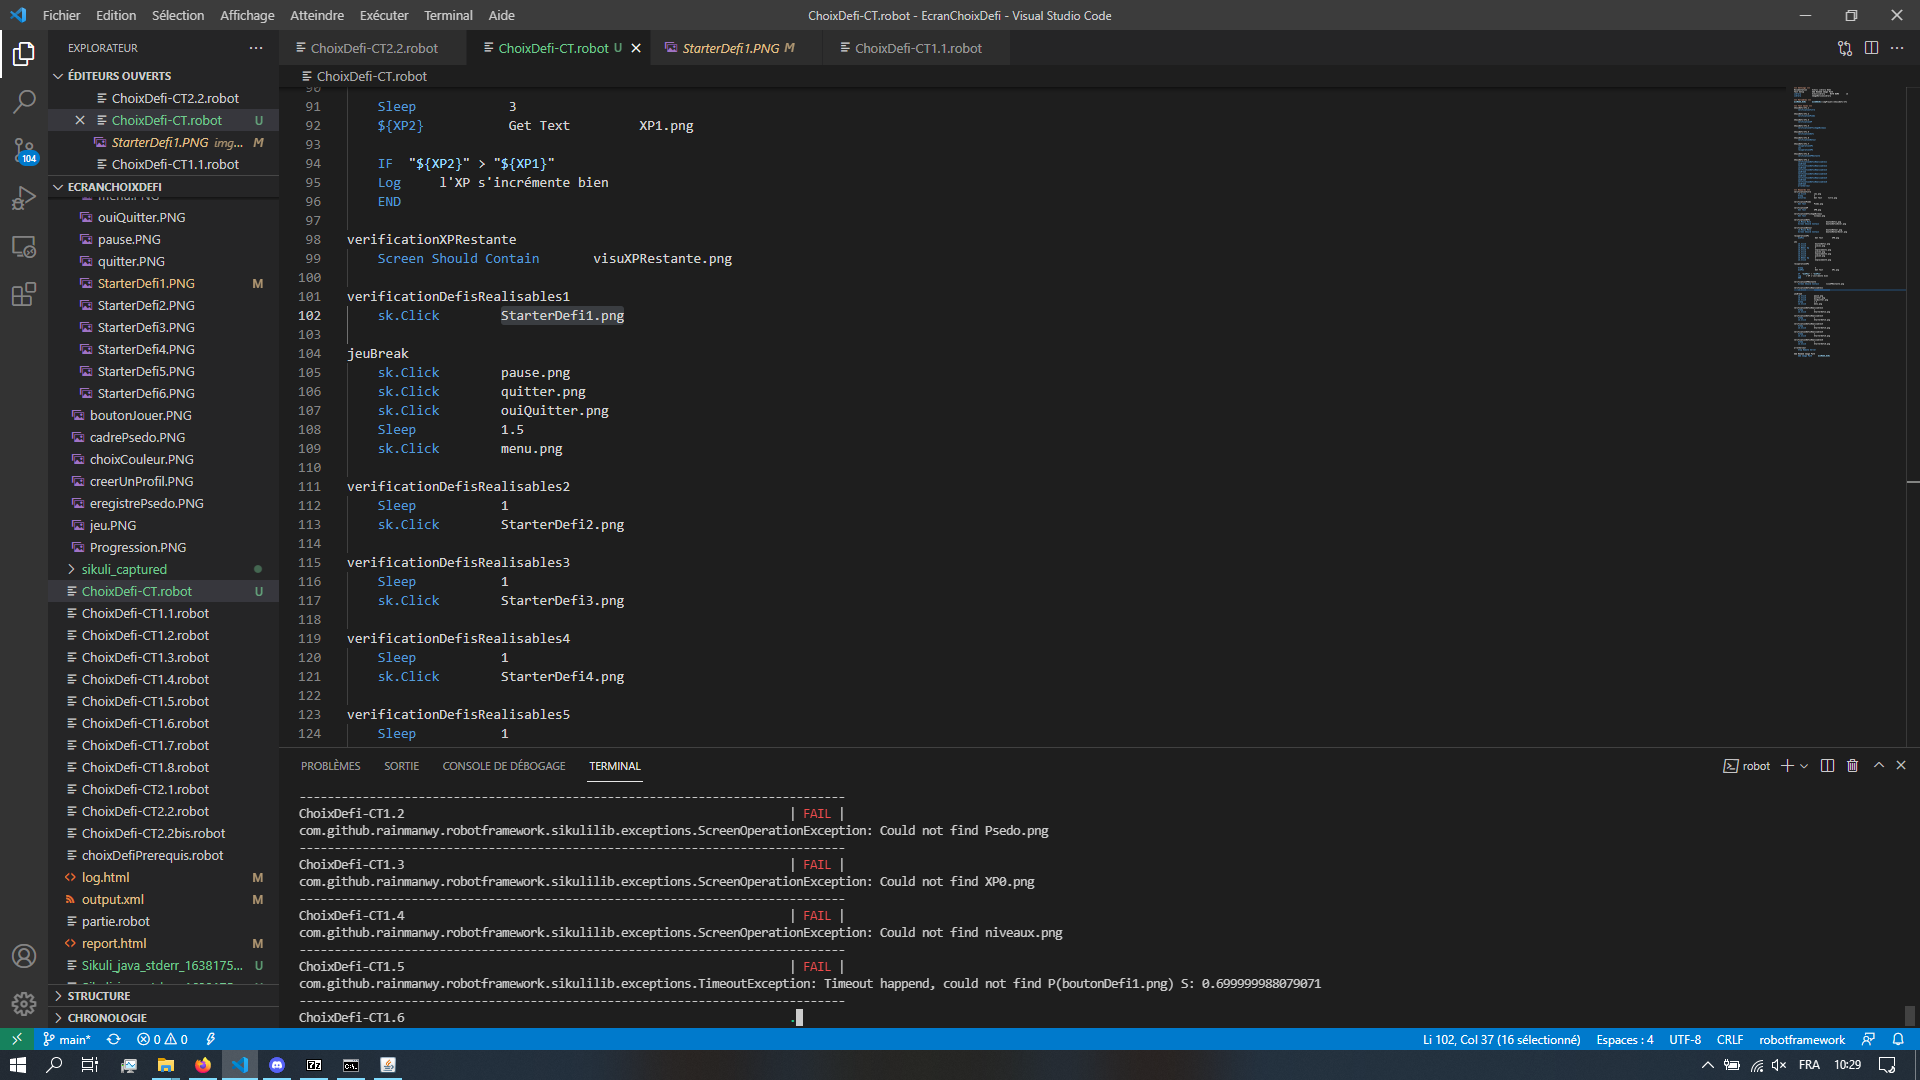 Fichier Edition Sélection Affichage Atteindre Exécuter Terminal Aide
ChoixDefi-CT.robot - EcranChoixDefi - Visual Studio Code
EXPLORATEUR
ChoixDefi-CT2.2.robot
ChoixDefi-CT.robot U
StarterDefi1.PNG M
ChoixDefi-CT1.1.robot
ChoixDefi-CT.robot
ÉDITEURS OUVERTS
ChoixDefi-CT2.2.robot
ChoixDefi-CT.robot U
StarterDefi1.PNG img... M
ChoixDefi-CT1.1.robot
104
ECRANCHOIXDEFI
menu.PNG
ouiQuitter.PNG
pause.PNG
quitter.PNG
StarterDefi1.PNG M
StarterDefi2.PNG
StarterDefi3.PNG
StarterDefi4.PNG
StarterDefi5.PNG
StarterDefi6.PNG
boutonJouer.PNG
cadrePsedo.PNG
choixCouleur.PNG
creerUnProfil.PNG
eregistrePsedo.PNG
jeu.PNG
Progression.PNG
sikuli_captured
ChoixDefi-CT.robot U
ChoixDefi-CT1.1.robot
ChoixDefi-CT1.2.robot
ChoixDefi-CT1.3.robot
ChoixDefi-CT1.4.robot
ChoixDefi-CT1.5.robot
ChoixDefi-CT1.6.robot
ChoixDefi-CT1.7.robot
ChoixDefi-CT1.8.robot
ChoixDefi-CT2.1.robot
ChoixDefi-CT2.2.robot
ChoixDefi-CT2.2bis.robot
choixDefiPrerequis.robot
log.html M
output.xml M
partie.robot
report.html M
Sikuli_java_stderr_1638175... U
STRUCTURE
CHRONOLOGIE
90
91 Sleep 3
92 ${XP2} Get Text XP1.png
93
94 IF "${XP2}" > "${XP1}"
95 Log l'XP s'incrémente bien
96 END
97
98 verificationXPRestante
99 Screen Should Contain visuXPRestante.png
100
101 verificationDefisRealisables1
102 sk.Click StarterDefi1.png
103
104 jeuBreak
105 sk.Click pause.png
106 sk.Click quitter.png
107 sk.Click ouiQuitter.png
108 Sleep 1.5
109 sk.Click menu.png
110
111 verificationDefisRealisables2
112 Sleep 1
113 sk.Click StarterDefi2.png
114
115 verificationDefisRealisables3
116 Sleep 1
117 sk.Click StarterDefi3.png
118
119 verificationDefisRealisables4
120 Sleep 1
121 sk.Click StarterDefi4.png
122
123 verificationDefisRealisables5
124 Sleep 1
PROBLÈMES SORTIE CONSOLE DE DÉBOGAGE TERMINAL
robot
------------------------------------------------------------------------------
ChoixDefi-CT1.2 | FAIL |
com.github.rainmanwy.robotframework.sikulilib.exceptions.ScreenOperationException: Could not find Psedo.png
------------------------------------------------------------------------------
ChoixDefi-CT1.3 | FAIL |
com.github.rainmanwy.robotframework.sikulilib.exceptions.ScreenOperationException: Could not find XP0.png
------------------------------------------------------------------------------
ChoixDefi-CT1.4 | FAIL |
com.github.rainmanwy.robotframework.sikulilib.exceptions.ScreenOperationException: Could not find niveaux.png
------------------------------------------------------------------------------
ChoixDefi-CT1.5 | FAIL |
com.github.rainmanwy.robotframework.sikulilib.exceptions.TimeoutException: Timeout happend, could not find P(boutonDefi1.png) S: 0.699999988079071
------------------------------------------------------------------------------
ChoixDefi-CT1.6 .
main* 0 0
Li 102, Col 37 (16 sélectionné) Espaces : 4 UTF-8 CRLF robotframework
FRA 10:29